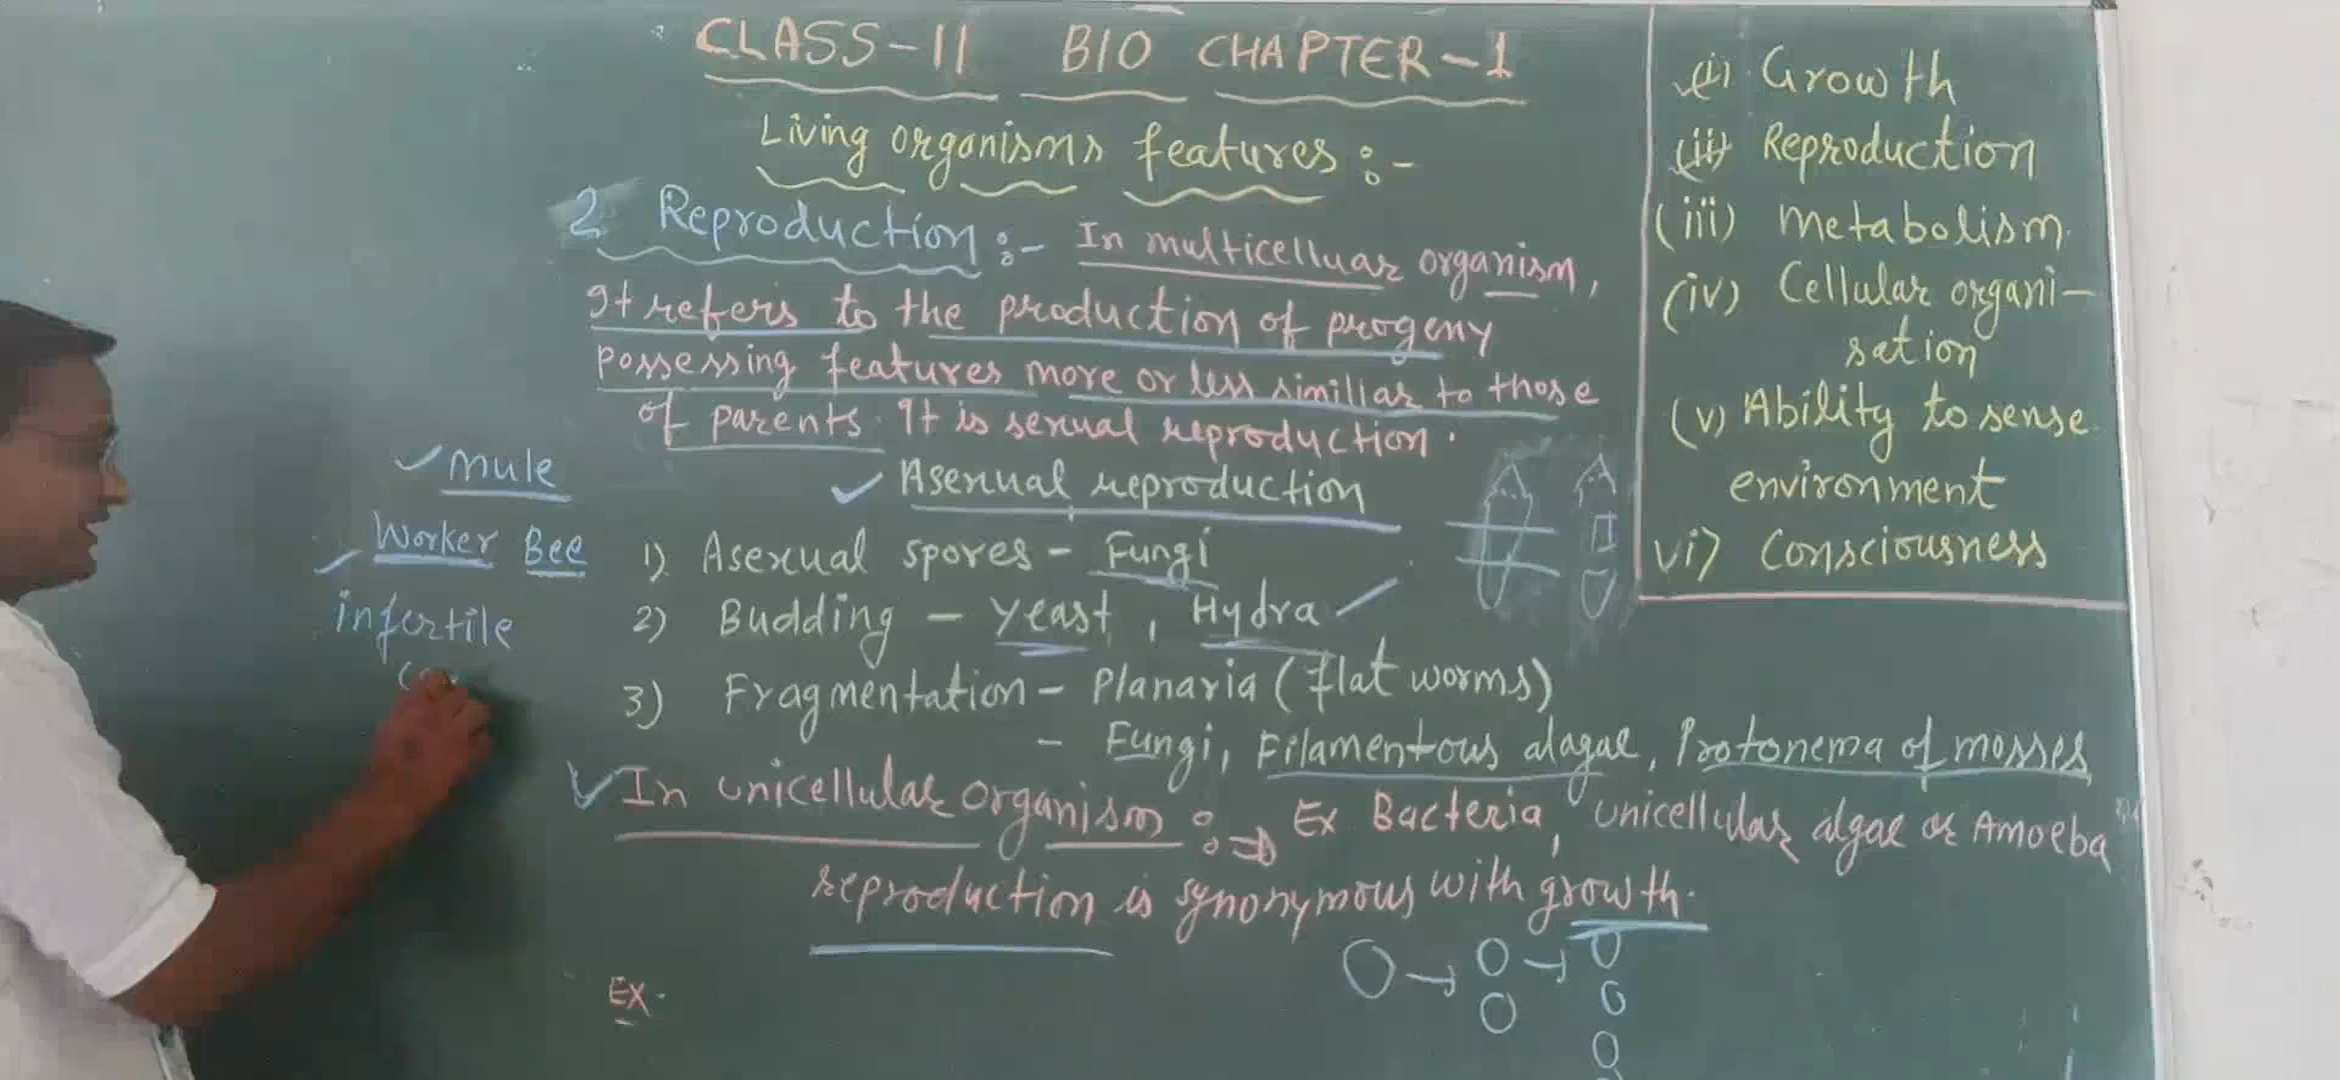 CLASS-11 BIO CHAPTER-1
Living organisms features :-
2 Reproduction :- In multicelluar organism,
It refers to the production of progeny
possessing features more or less simillar to those
of parents. It is sexual reproduction.
✓ Asexual reproduction
1) Asexual spores - Fungi
2) Budding - yeast, Hydra
3) Fragmentation - Planaria (flat worms)
- Fungi, Filamentous alagae, Protonema of mosses
✓ In unicellular organism :⇒ Ex Bacteria, unicellular algae or Amoeba
reproduction is synonymous with growth.
Ex.
✓ mule
Worker Bee
infertile
(i) Growth
(ii) Reproduction
(iii) metabolism
(iv) Cellular organi-
sation
(v) Ability to sense
environment
vi) Consciousness